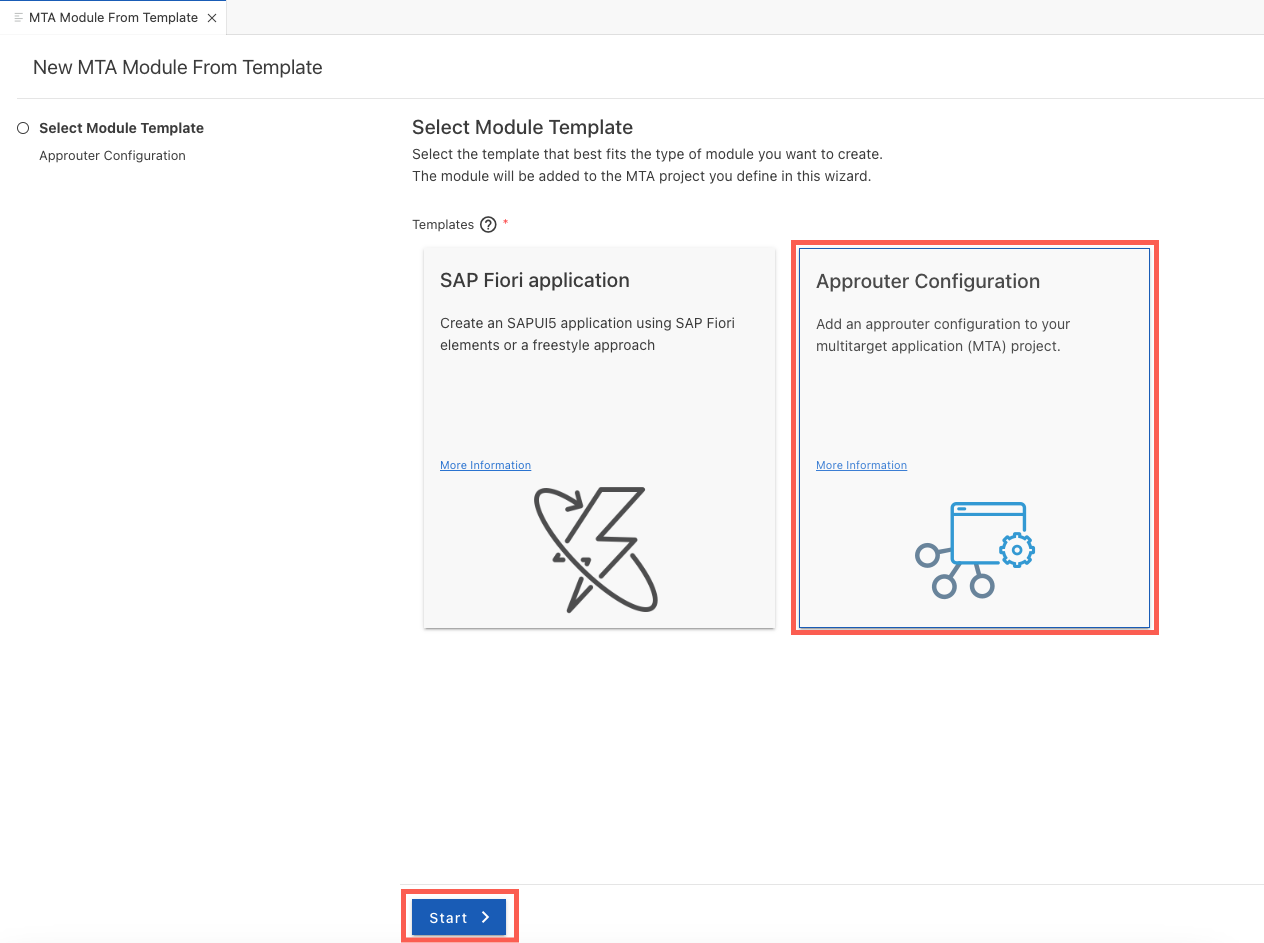 MTA Module From Template
New MTA Module From Template
Select Module Template
Approuter Configuration
Select Module Template
Select the template that best fits the type of module you want to create.
The module will be added to the MTA project you define in this wizard.
Templates ? *
SAP Fiori application
Create an SAPUI5 application using SAP Fiori
elements or a freestyle approach
More Information
Approuter Configuration
Add an approuter configuration to your
multitarget application (MTA) project.
More Information
Start